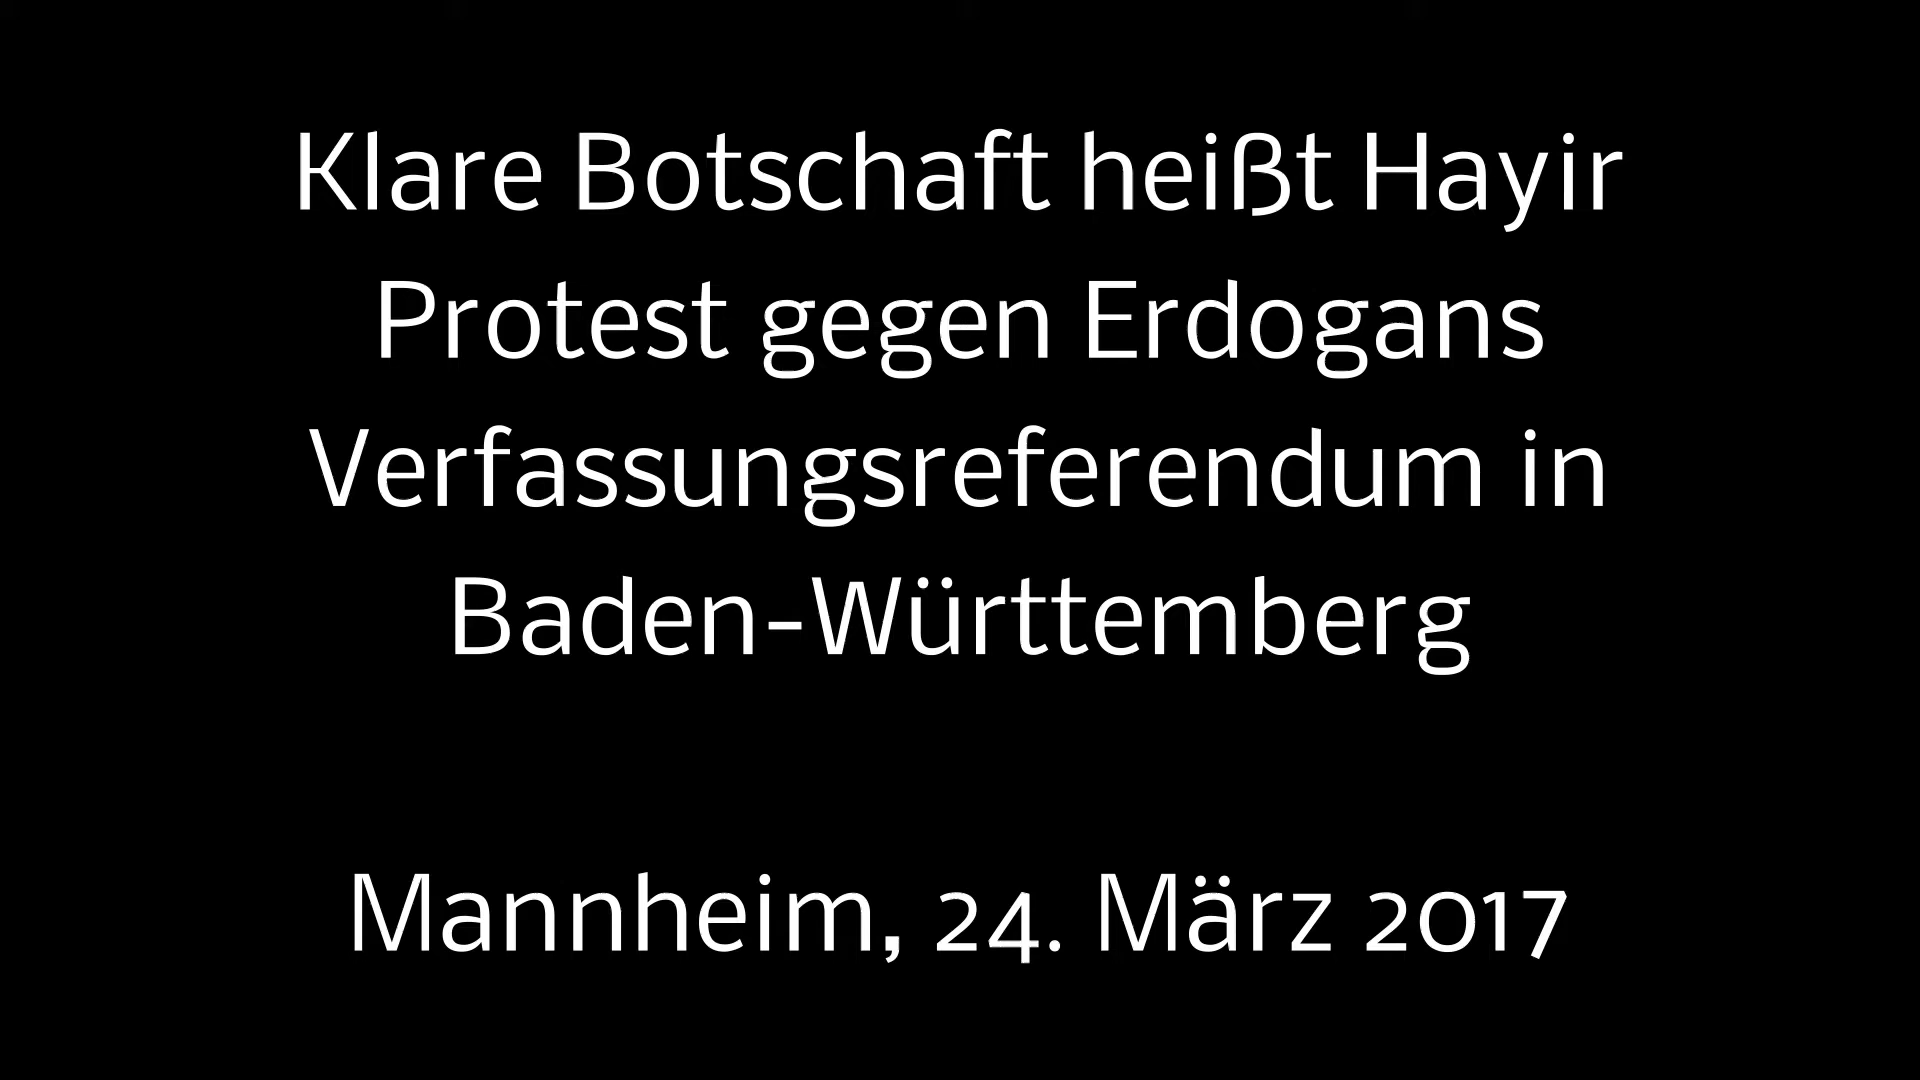 Klare Botschaft heißt Hayir
Protest gegen Erdogans
Verfassungsreferendum in
Baden-Württemberg
Mannheim, 24. März 2017